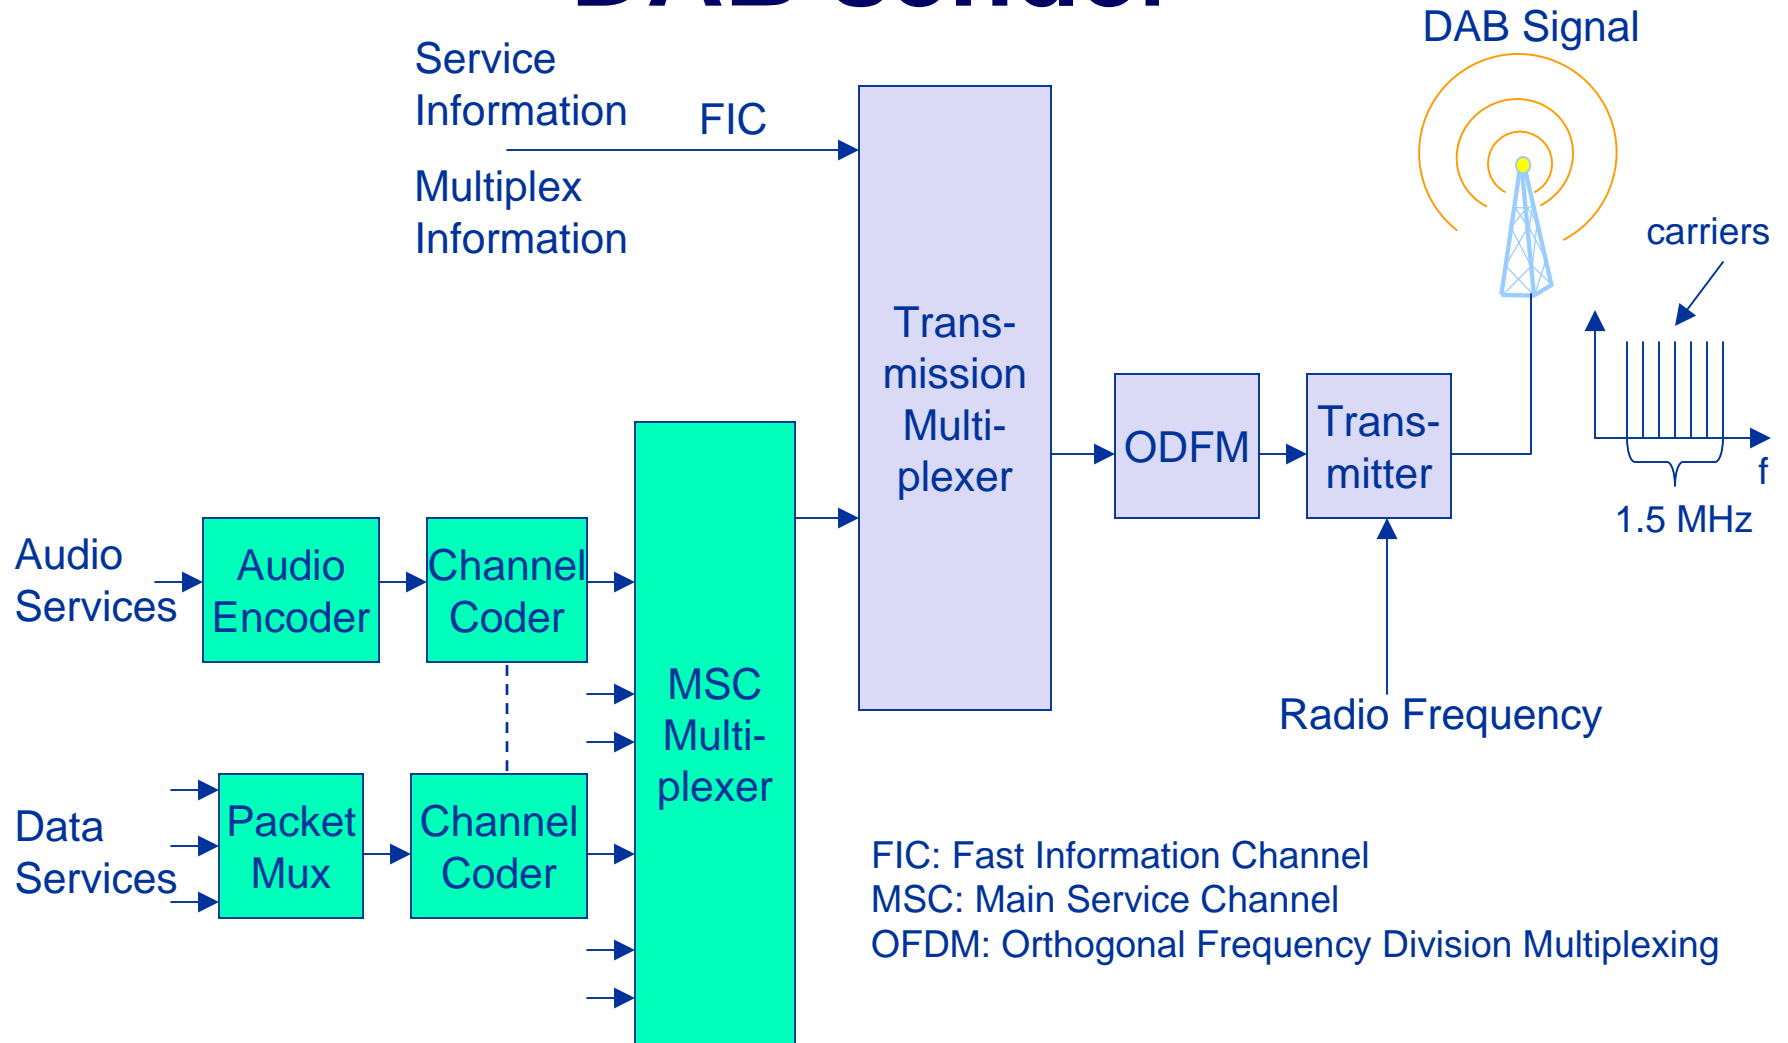 DAB sender
DAB Signal
Service
Information
FIC
Multiplex
Information
carriers
Trans-
mission
Multi-
plexer
ODFM
Trans-
mitter
f
1.5 MHz
Audio
Services
Audio
Encoder
Channel
Coder
MSC
Multi-
plexer
Radio Frequency
Data
Services
Packet
Mux
Channel
Coder
FIC: Fast Information Channel
MSC: Main Service Channel
OFDM: Orthogonal Frequency Division Multiplexing